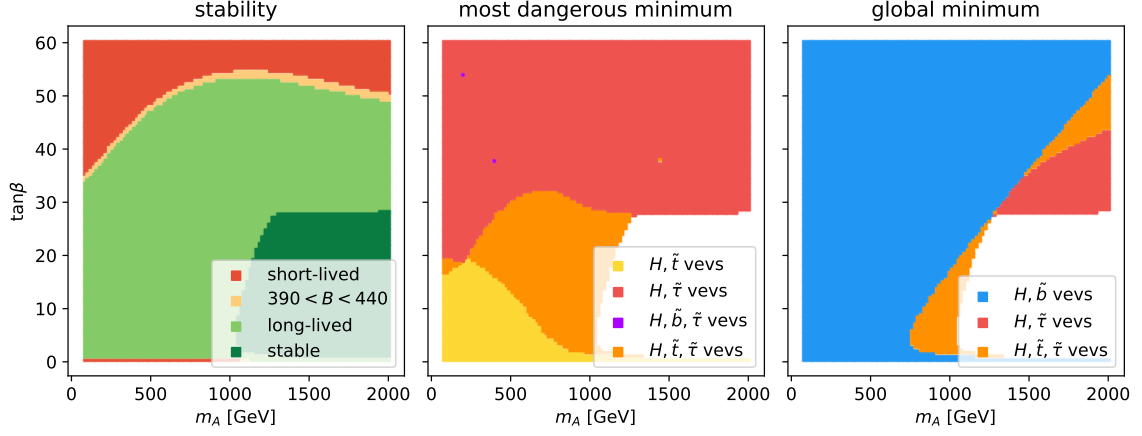 stability
most dangerous minimum
global minimum
tanβ
60
50
40
30
20
10
0
short-lived
390 < B < 440
long-lived
stable
0
500
1000
1500
2000
m_A [GeV]
H, t̃ vevs
H, τ̃ vevs
H, b̃, τ̃ vevs
H, t̃, τ̃ vevs
0
500
1000
1500
2000
m_A [GeV]
H, b̃ vevs
H, τ̃ vevs
H, t̃, τ̃ vevs
0
500
1000
1500
2000
m_A [GeV]